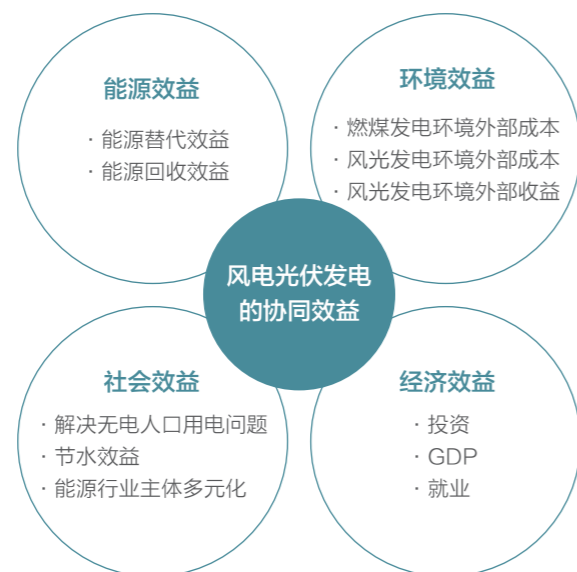 能源效益
· 能源替代效益
· 能源回收效益
环境效益
· 燃煤发电环境外部成本
· 风光发电环境外部成本
· 风光发电环境外部收益
风电光伏发电
的协同效益
社会效益
· 解决无电人口用电问题
· 节水效益
· 能源行业主体多元化
经济效益
· 投资
· GDP
· 就业